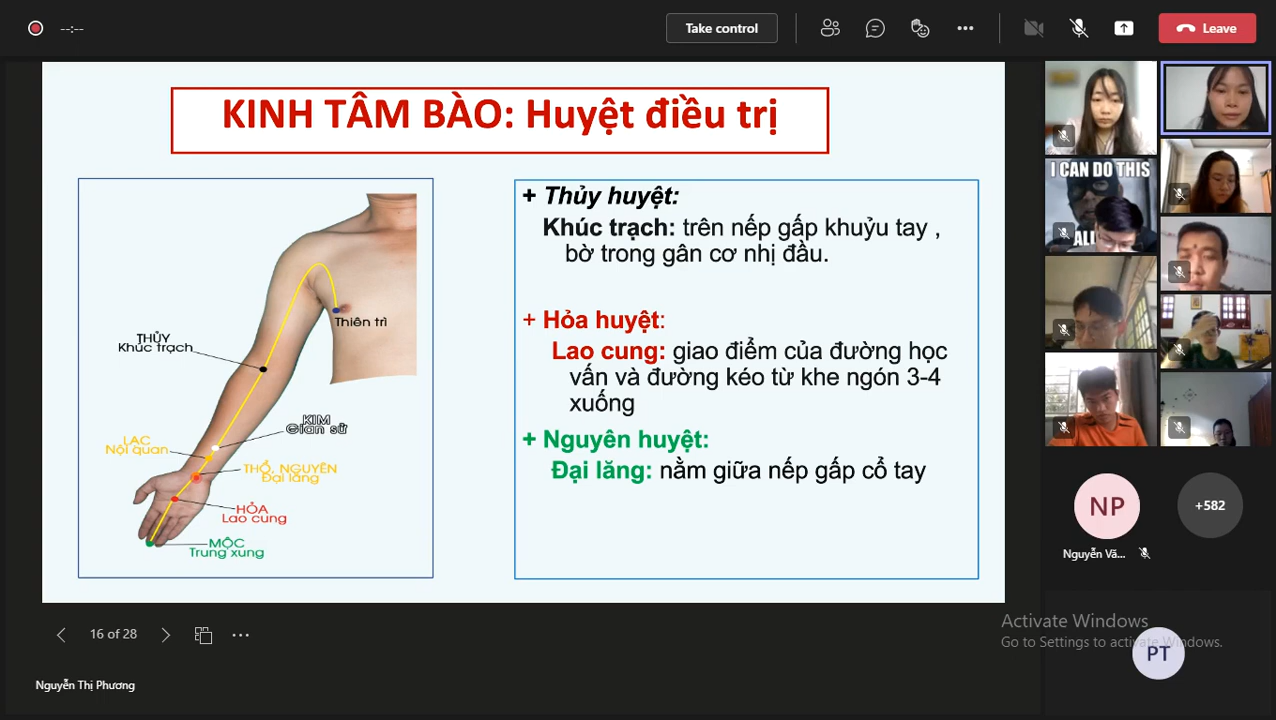 --:--
Take control
Leave
KINH TÂM BÀO: Huyệt điều trị
Thiên trì
THỦY
Khúc trạch
KIM
Gian sử
LẠC
Nội quan
THỔ, NGUYÊN
Đại lăng
HỎA
Lao cung
MỘC
Trung xung
+ Thủy huyệt:
Khúc trạch: trên nếp gấp khuỷu tay ,
bờ trong gân cơ nhị đầu.
+ Hỏa huyệt:
Lao cung: giao điểm của đường học
vấn và đường kéo từ khe ngón 3-4
xuống
+ Nguyên huyệt:
Đại lăng: nằm giữa nếp gấp cổ tay
I CAN DO THIS
ALL
NP
+582
Nguyễn Vă...
Activate Windows
Go to Settings to activate Windows.
PT
16 of 28
Nguyễn Thị Phương